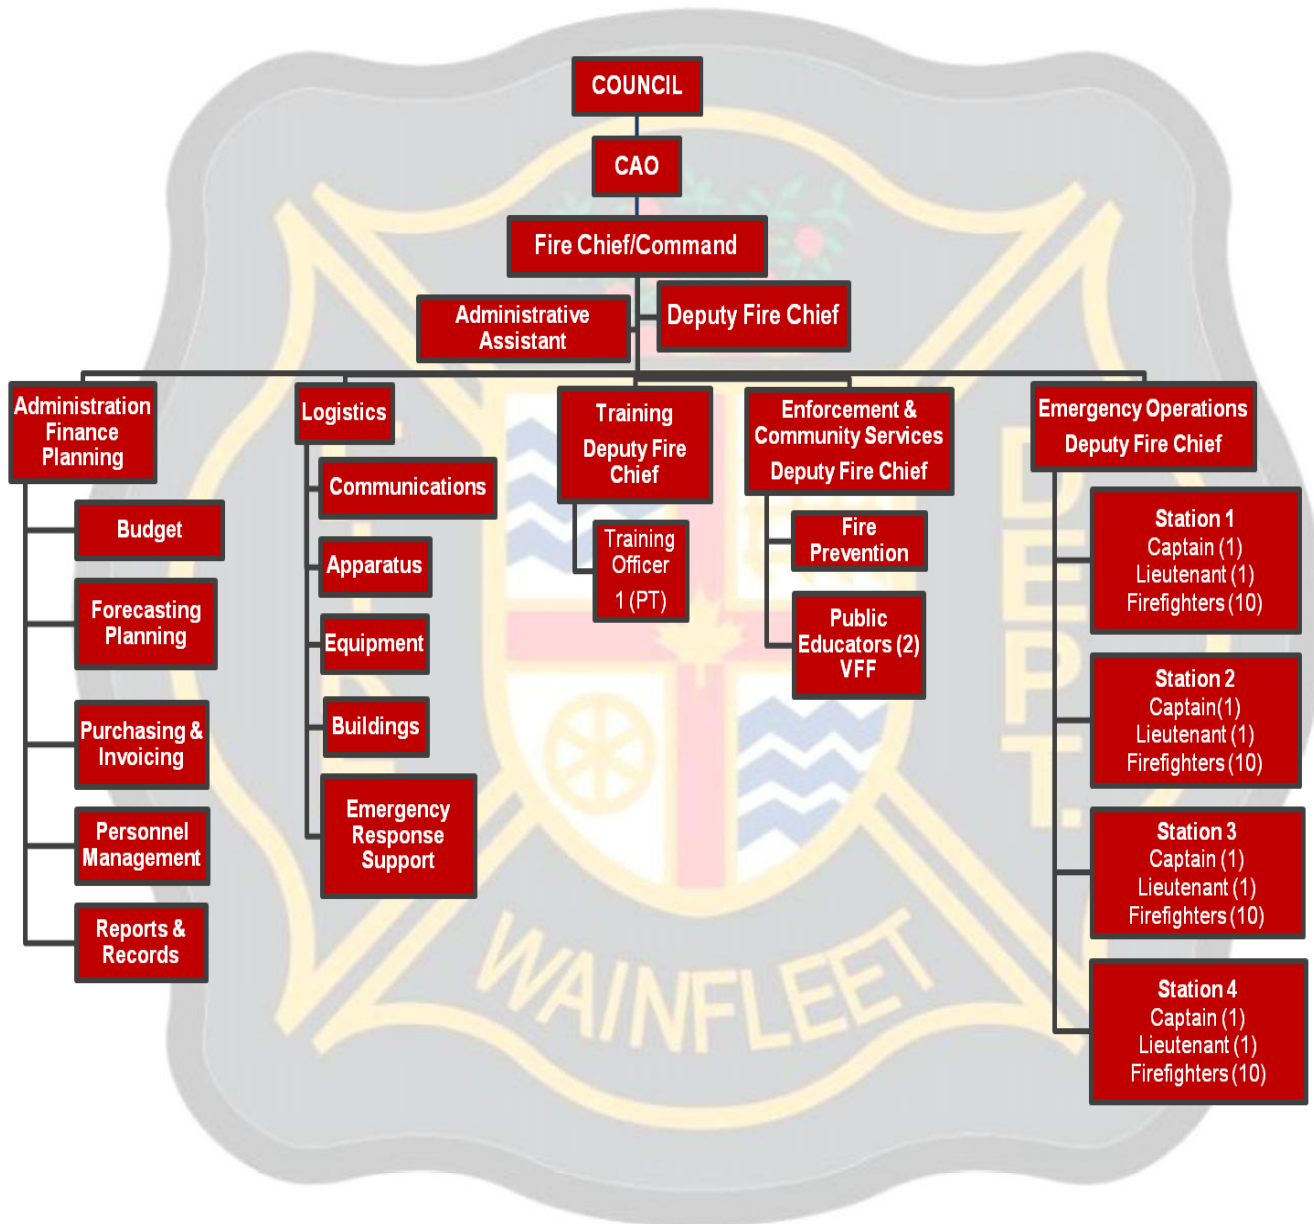 COUNCIL
CAO
Fire Chief/Command
Administrative
Assistant
Deputy Fire Chief
Administration
Finance
Planning
Budget
Forecasting
Planning
Purchasing &
Invoicing
Personnel
Management
Reports &
Records
Logistics
Communications
Apparatus
Equipment
Buildings
Emergency
Response
Support
Training
Deputy Fire
Chief
Training
Officer
1 (PT)
Enforcement &
Community Services
Deputy Fire Chief
Fire
Prevention
Public
Educators (2)
VFF
Emergency Operations
Deputy Fire Chief
Station 1
Captain (1)
Lieutenant (1)
Firefighters (10)
Station 2
Captain(1)
Lieutenant (1)
Firefighters (10)
Station 3
Captain (1)
Lieutenant (1)
Firefighters (10)
Station 4
Captain (1)
Lieutenant (1)
Firefighters (10)
DEPT.
WAINFLEET